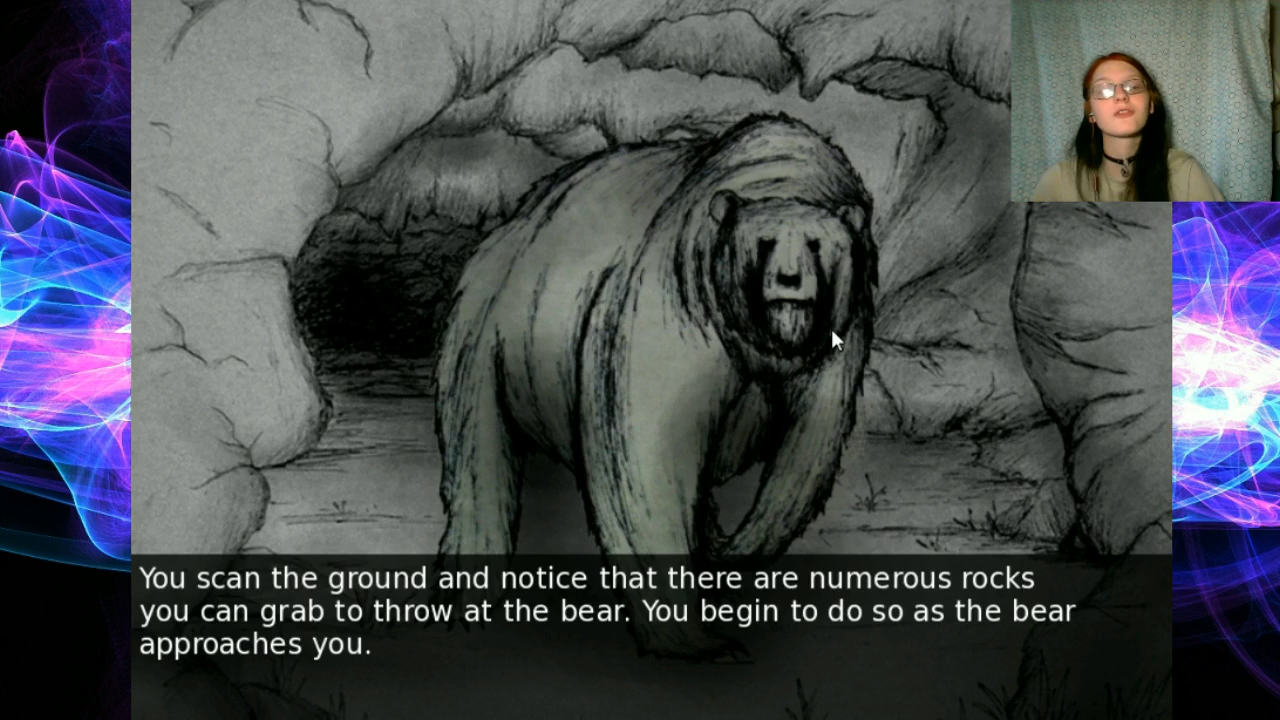 You scan the ground and notice that there are numerous rocks
you can grab to throw at the bear. You begin to do so as the bear
approaches you.